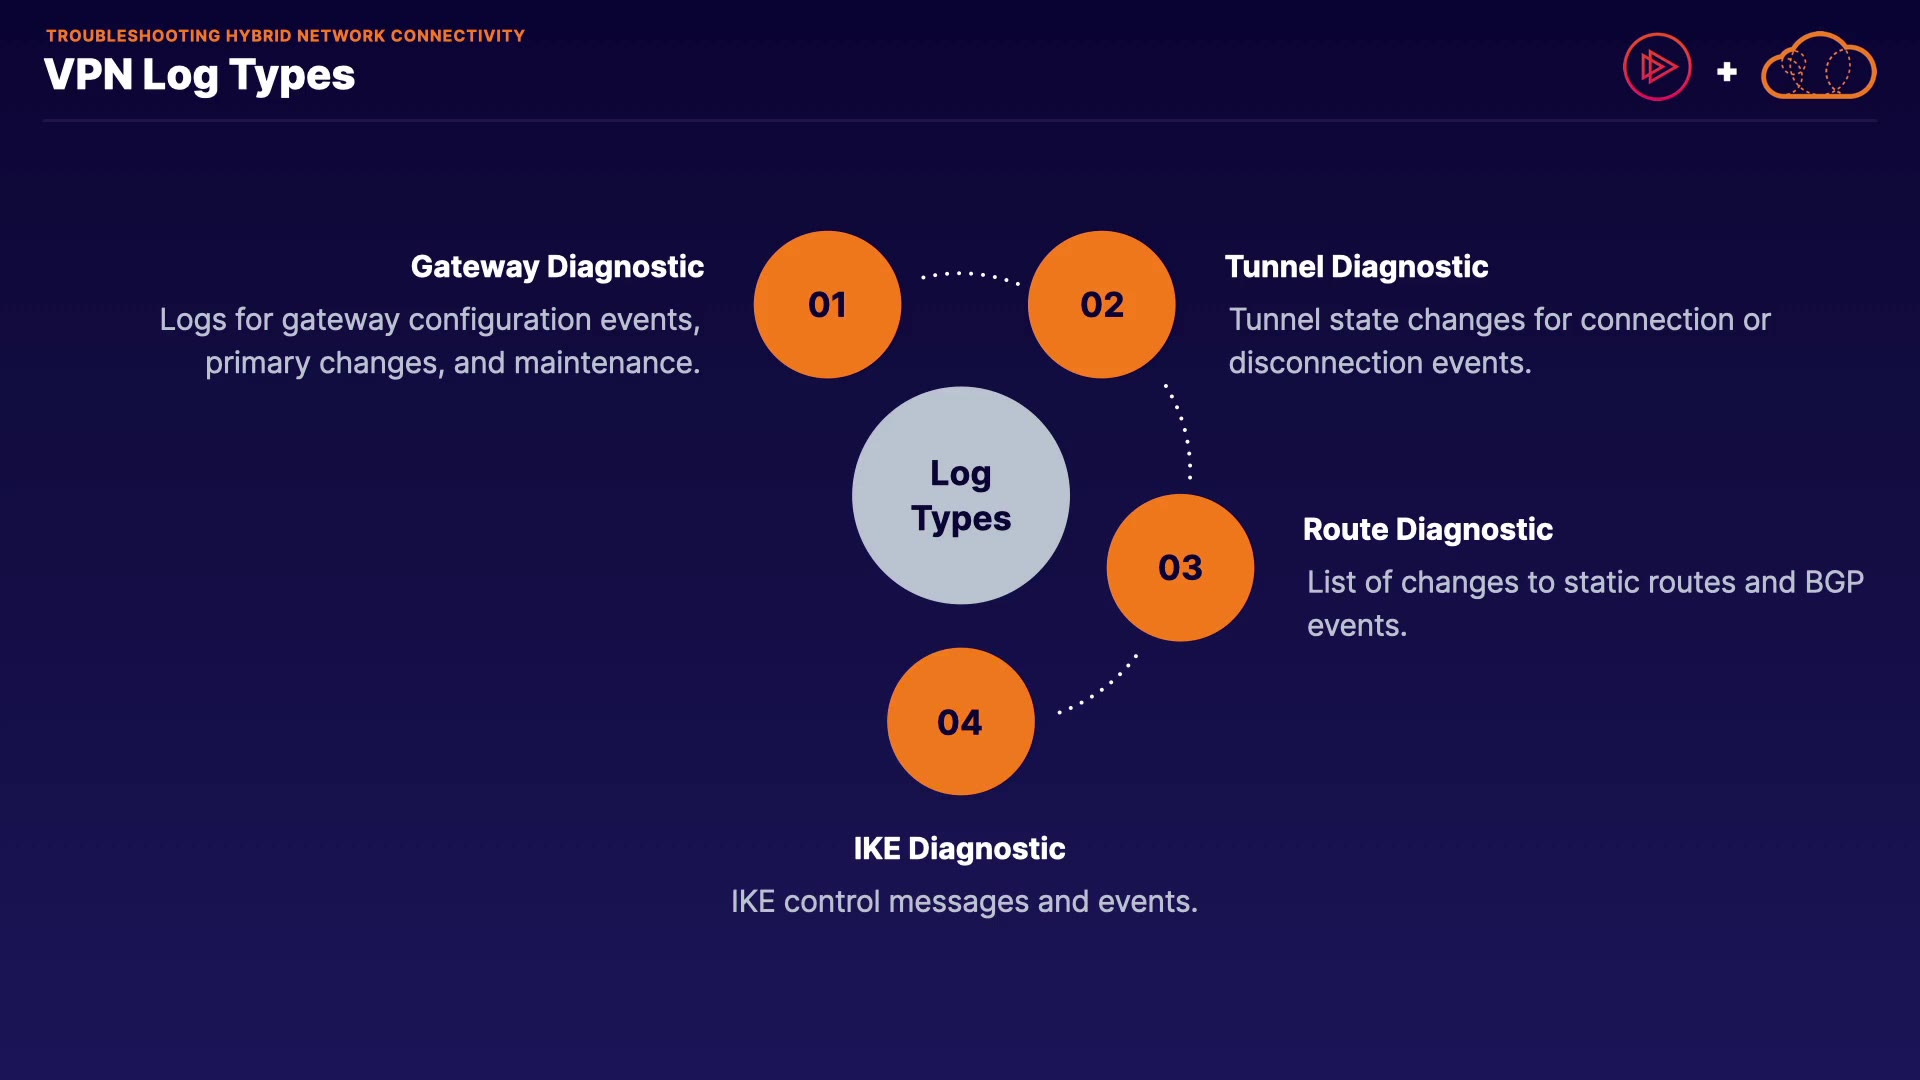 TROUBLESHOOTING HYBRID NETWORK CONNECTIVITY
VPN Log Types
Gateway Diagnostic
Logs for gateway configuration events,
primary changes, and maintenance.
01
02
Tunnel Diagnostic
Tunnel state changes for connection or
disconnection events.
Log
Types
03
Route Diagnostic
List of changes to static routes and BGP
events.
04
IKE Diagnostic
IKE control messages and events.